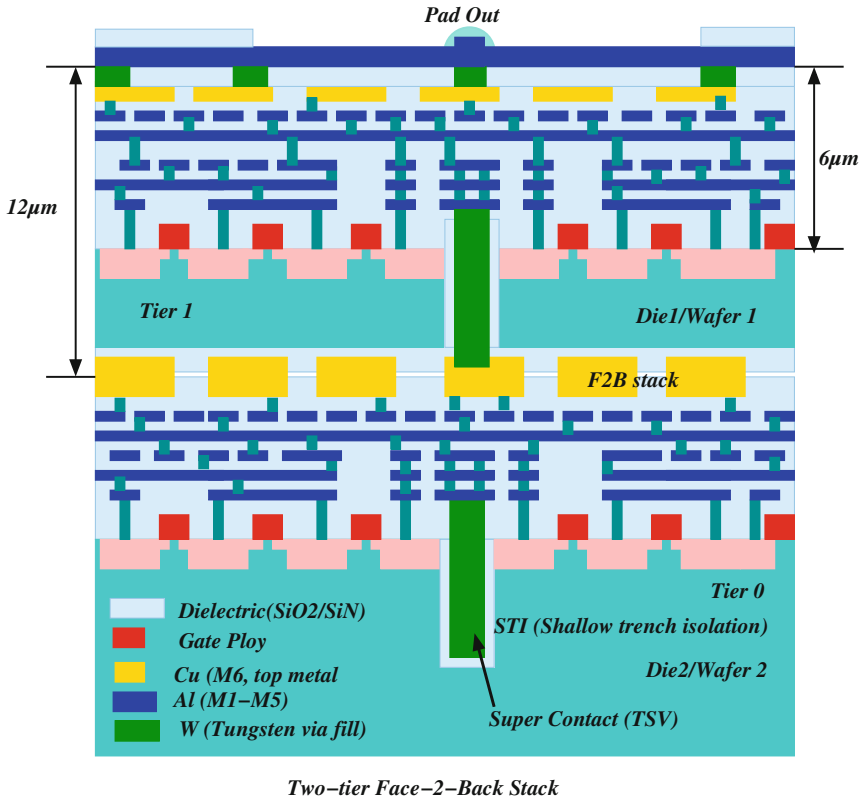 Pad Out
12μm
6μm
Tier 1
Die1/Wafer 1
F2B stack
Tier 0
Dielectric(SiO2/SiN)
STI (Shallow trench isolation)
Gate Ploy
Die2/Wafer 2
Cu (M6, top metal
Al (M1−M5)
Super Contact (TSV)
W (Tungsten via fill)
Two−tier Face−2−Back Stack